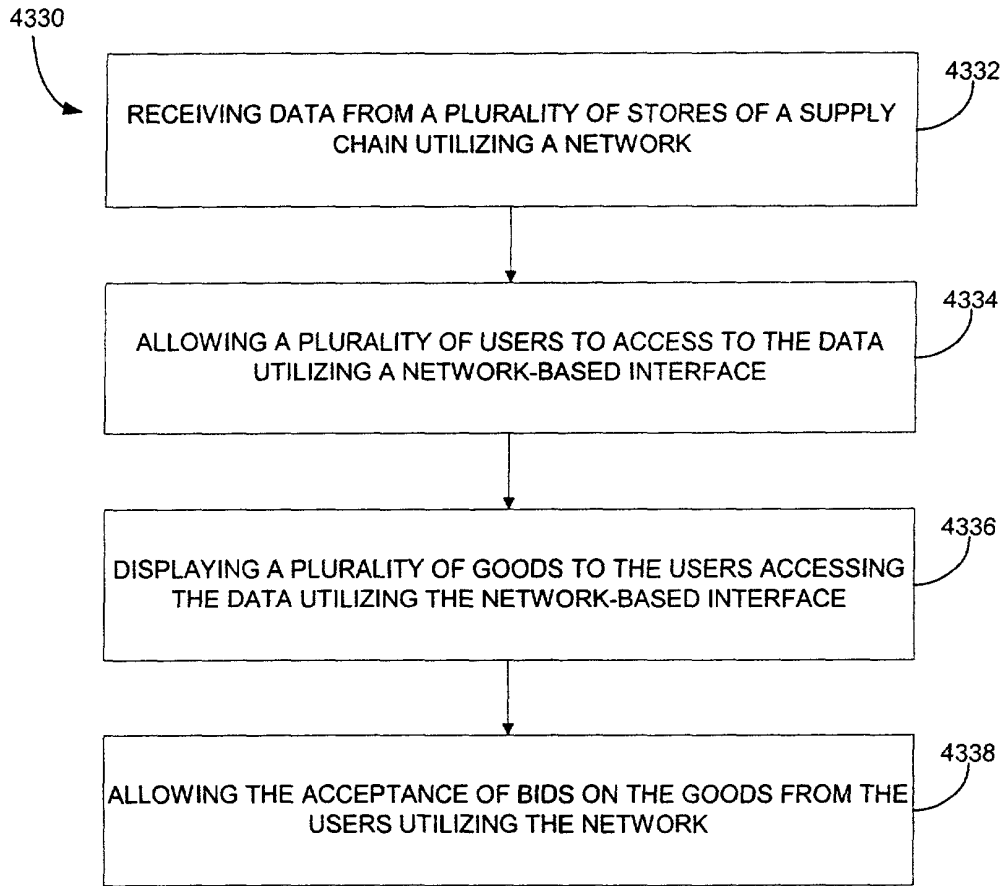 4330
4332
RECEIVING DATA FROM A PLURALITY OF STORES OF A SUPPLY
CHAIN UTILIZING A NETWORK
4334
ALLOWING A PLURALITY OF USERS TO ACCESS TO THE DATA
UTILIZING A NETWORK-BASED INTERFACE
4336
DISPLAYING A PLURALITY OF GOODS TO THE USERS ACCESSING
THE DATA UTILIZING THE NETWORK-BASED INTERFACE
4338
ALLOWING THE ACCEPTANCE OF BIDS ON THE GOODS FROM THE
USERS UTILIZING THE NETWORK